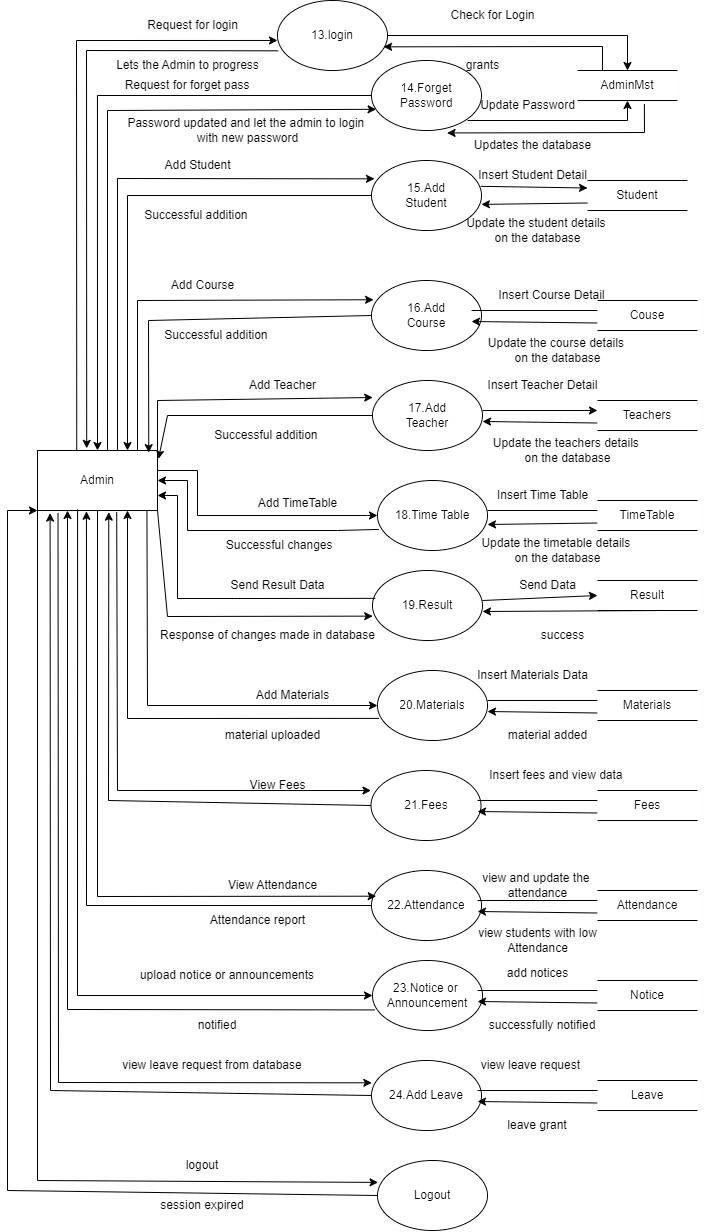 Request for login
13.login
Check for Login
Lets the Admin to progress
grants
Request for forget pass
14.Forget
Password
AdminMst
Update Password
Password updated and let the admin to login
with new password
Updates the database
Add Student
15.Add
Student
Insert Student Detail
Student
Successful addition
Update the student details
on the database
Add Course
16.Add
Course
Insert Course Detail
Couse
Successful addition
Update the course details
on the database
Add Teacher
17.Add
Teacher
Insert Teacher Detail
Teachers
Successful addition
Update the teachers details
on the database
Admin
Add TimeTable
18.Time Table
Insert Time Table
TimeTable
Successful changes
Update the timetable details
on the database
Send Result Data
19.Result
Send Data
Result
Response of changes made in database
success
Add Materials
20.Materials
Insert Materials Data
Materials
material uploaded
material added
View Fees
21.Fees
Insert fees and view data
Fees
View Attendance
22.Attendance
view and update the
attendance
Attendance
Attendance report
view students with low
Attendance
upload notice or announcements
23.Notice or
Announcement
add notices
Notice
notified
successfully notified
view leave request from database
24.Add Leave
view leave request
Leave
leave grant
logout
Logout
session expired